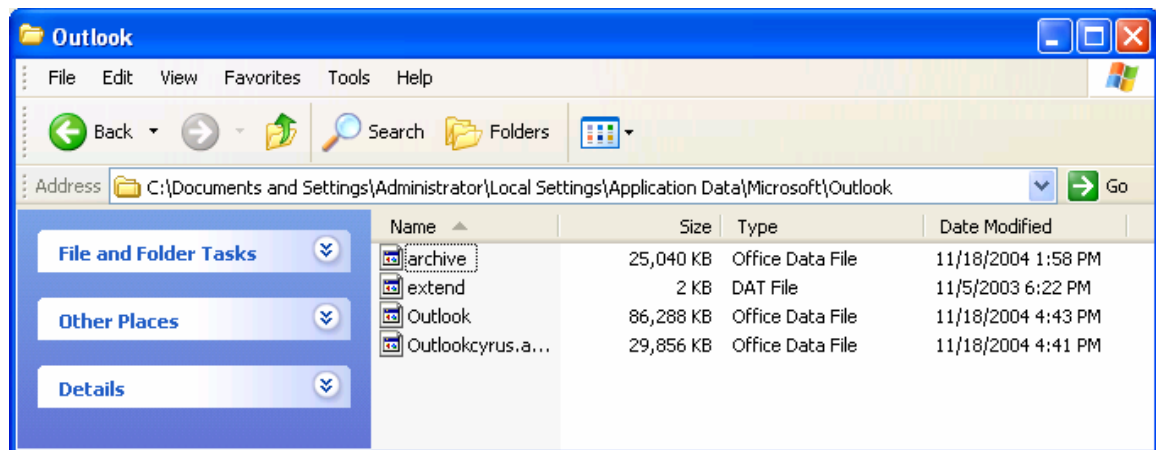 Outlook
File Edit View Favorites Tools Help
Back Search Folders
Address C:\Documents and Settings\Administrator\Local Settings\Application Data\Microsoft\Outlook Go
File and Folder Tasks
Other Places
Details
Name Size Type Date Modified
archive 25,040 KB Office Data File 11/18/2004 1:58 PM
extend 2 KB DAT File 11/5/2003 6:22 PM
Outlook 86,288 KB Office Data File 11/18/2004 4:43 PM
Outlookcyrus.a... 29,856 KB Office Data File 11/18/2004 4:41 PM